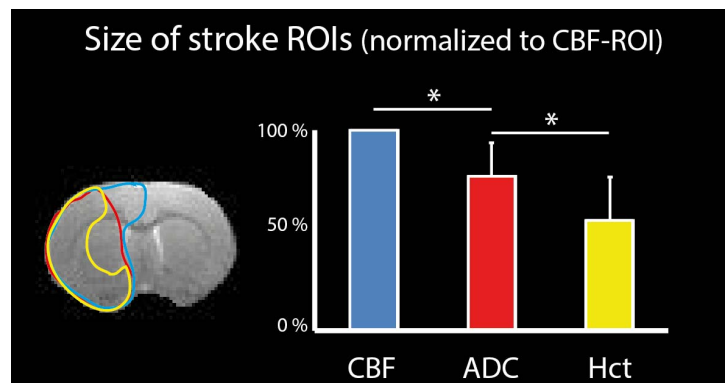 Size of stroke ROIs (normalized to CBF-ROI)
* 
*
100 %
50 %
0 %
CBF ADC Hct